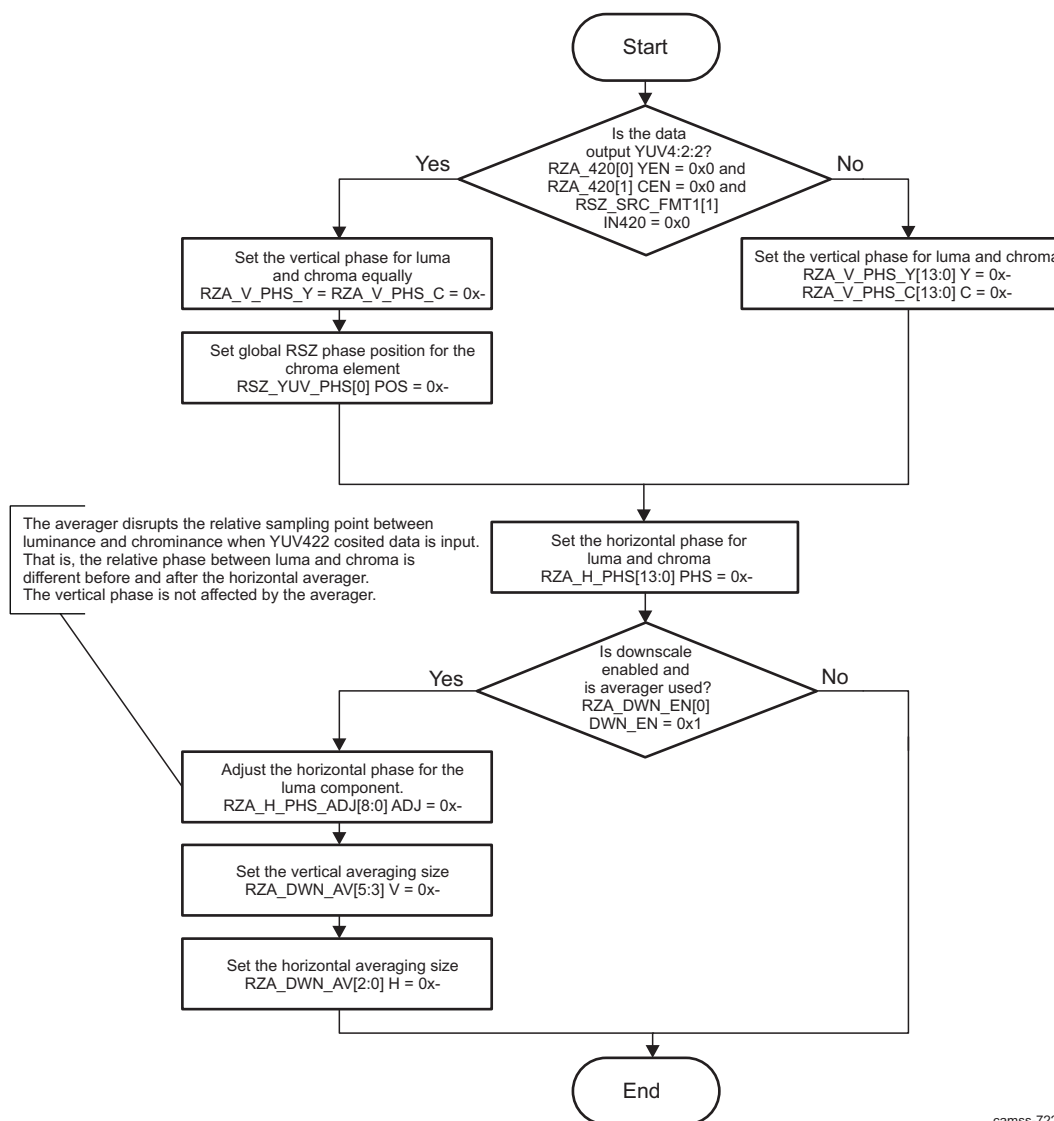 Start
Is the data
output YUV4:2:2?
RZA_420[0] YEN = 0x0 and
RZA_420[1] CEN = 0x0 and
RSZ_SRC_FMT1[1]
IN420 = 0x0
Yes
No
Set the vertical phase for luma
and chroma equally
RZA_V_PHS_Y = RZA_V_PHS_C = 0x-
Set the vertical phase for luma and chroma
RZA_V_PHS_Y[13:0] Y = 0x-
RZA_V_PHS_C[13:0] C = 0x-
Set global RSZ phase position for the
chroma element
RSZ_YUV_PHS[0] POS = 0x-
The averager disrupts the relative sampling point between
luminance and chrominance when YUV422 cosited data is input.
That is, the relative phase between luma and chroma is
different before and after the horizontal averager.
The vertical phase is not affected by the averager.
Set the horizontal phase for
luma and chroma
RZA_H_PHS[13:0] PHS = 0x-
Is downscale
enabled and
is averager used?
RZA_DWN_EN[0]
DWN_EN = 0x1
Yes
No
Adjust the horizontal phase for the
luma component.
RZA_H_PHS_ADJ[8:0] ADJ = 0x-
Set the vertical averaging size
RZA_DWN_AV[5:3] V = 0x-
Set the horizontal averaging size
RZA_DWN_AV[2:0] H = 0x-
End